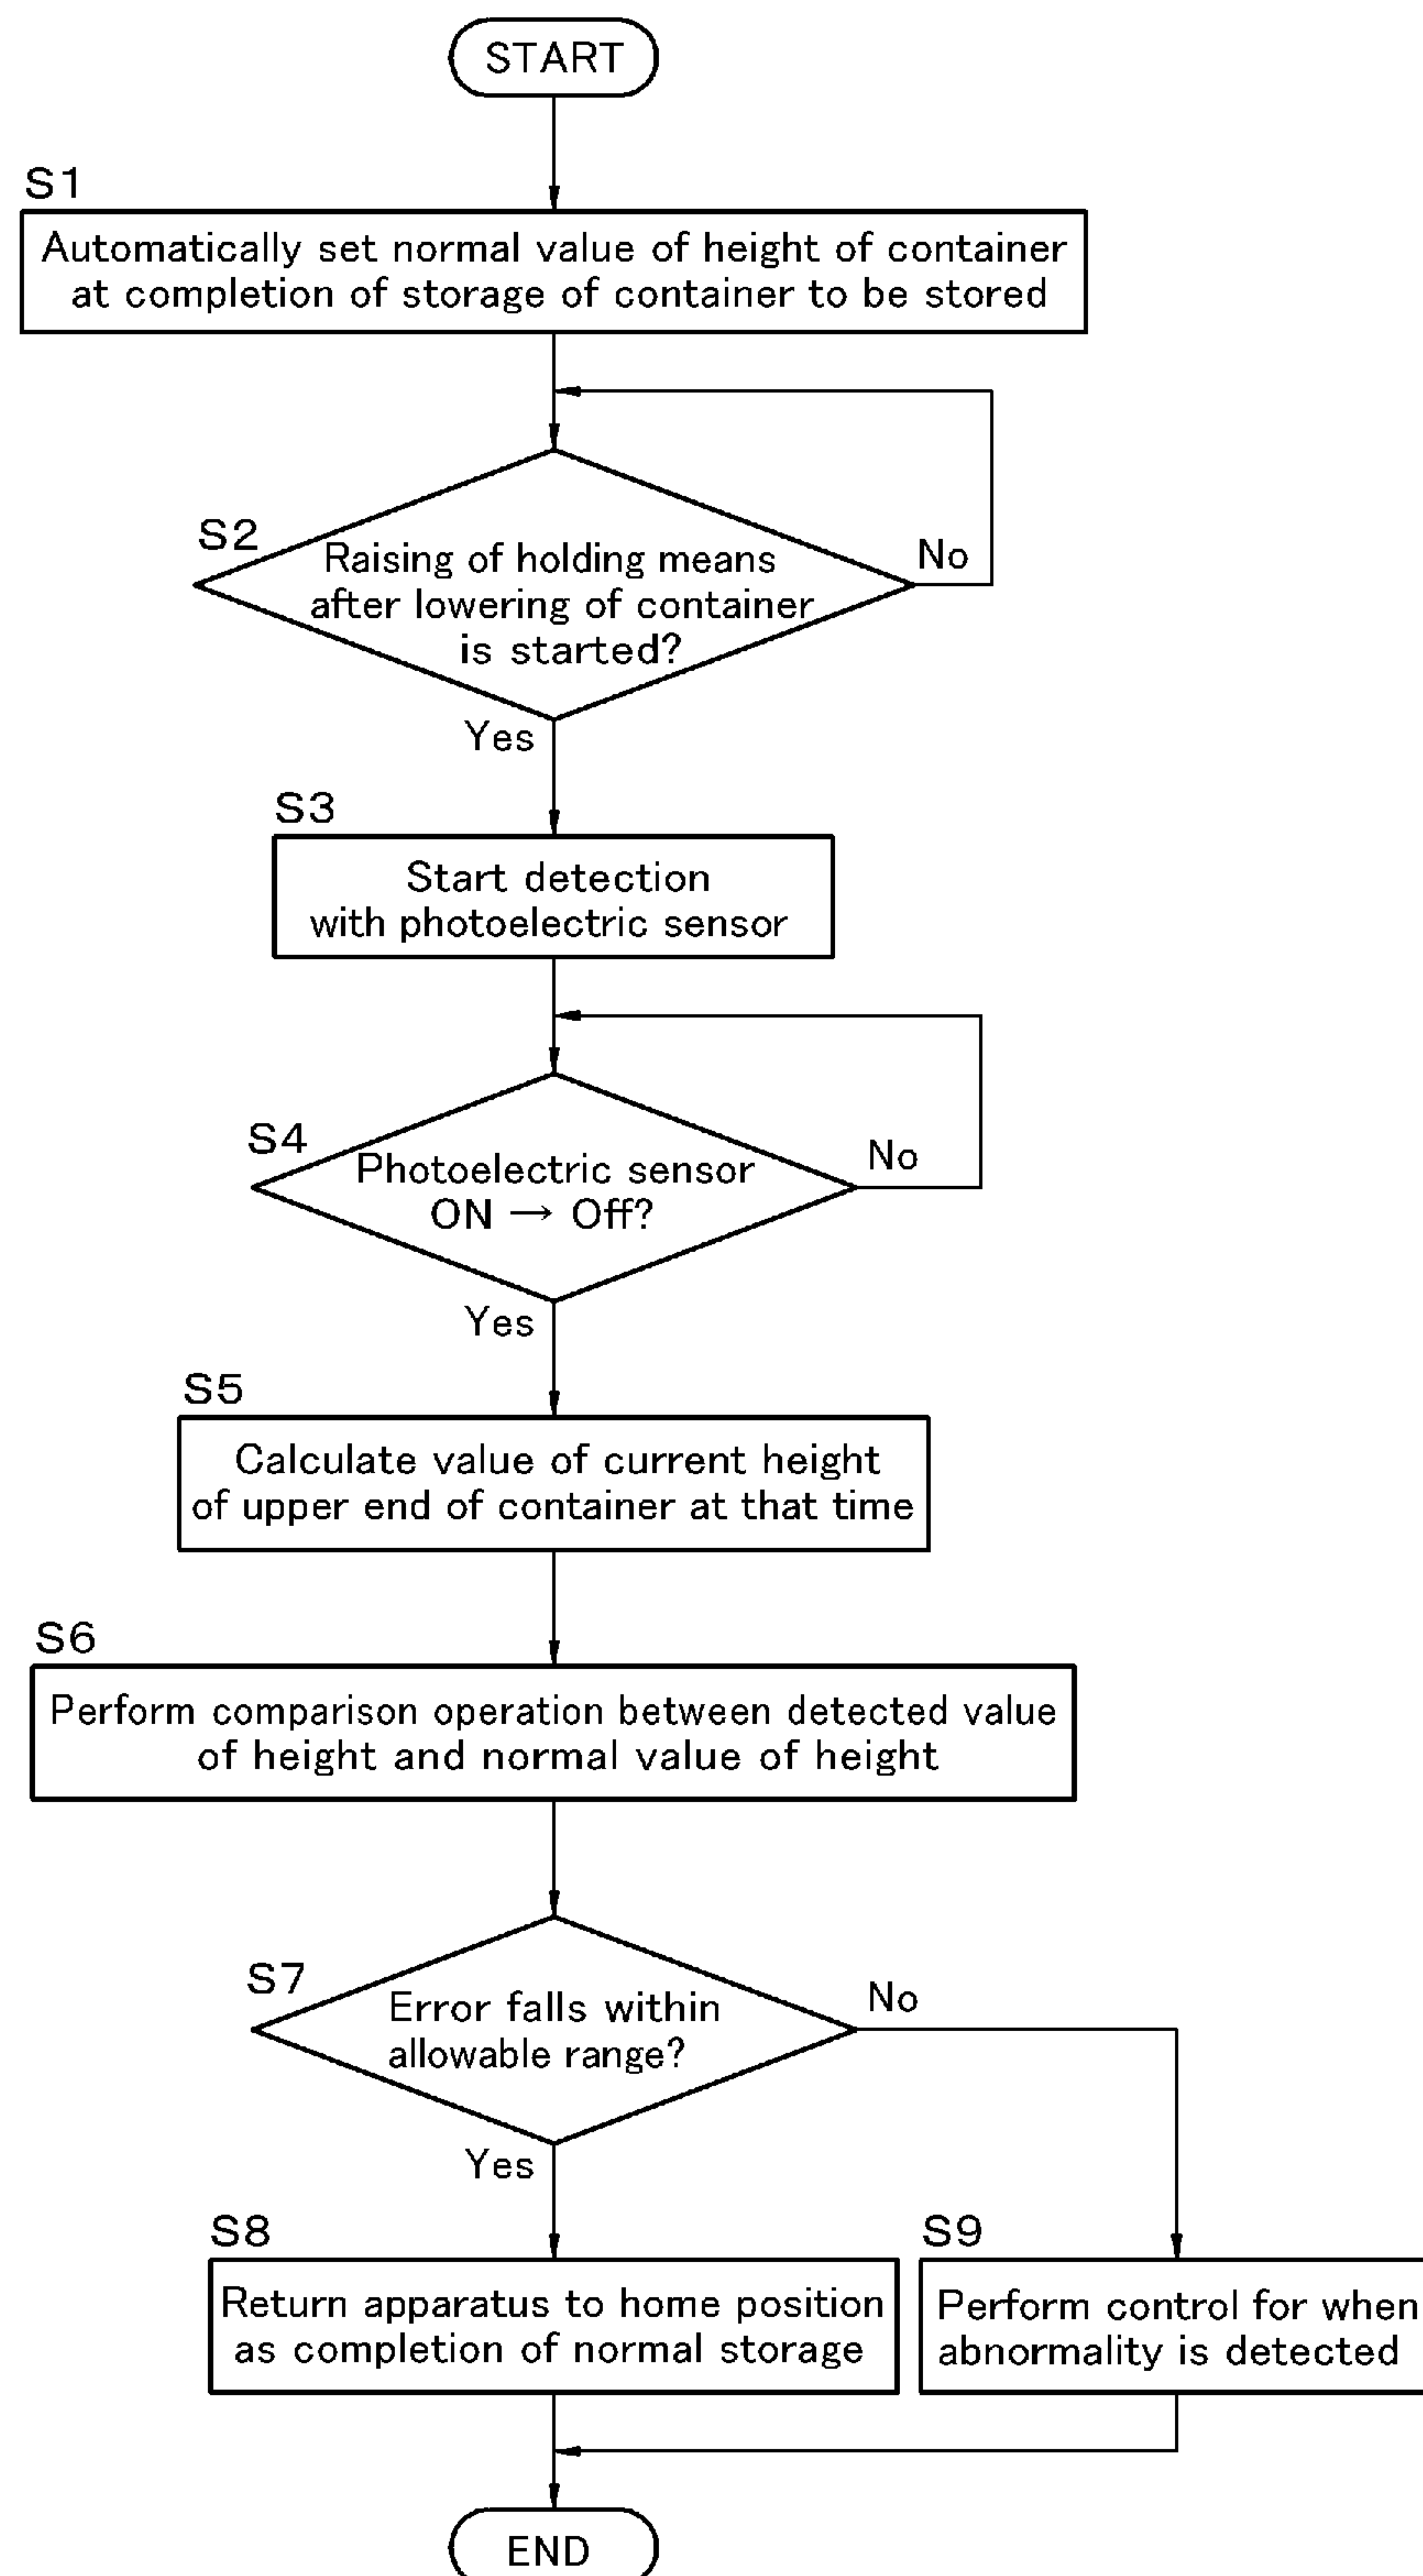 START
S1
Automatically set normal value of height of container
at completion of storage of container to be stored
S2
Raising of holding means
after lowering of container
is started?
No
Yes
S3
Start detection
with photoelectric sensor
S4
Photoelectric sensor
ON → Off?
No
Yes
S5
Calculate value of current height
of upper end of container at that time
S6
Perform comparison operation between detected value
of height and normal value of height
S7
Error falls within
allowable range?
No
Yes
S8
Return apparatus to home position
as completion of normal storage
S9
Perform control for when
abnormality is detected
END